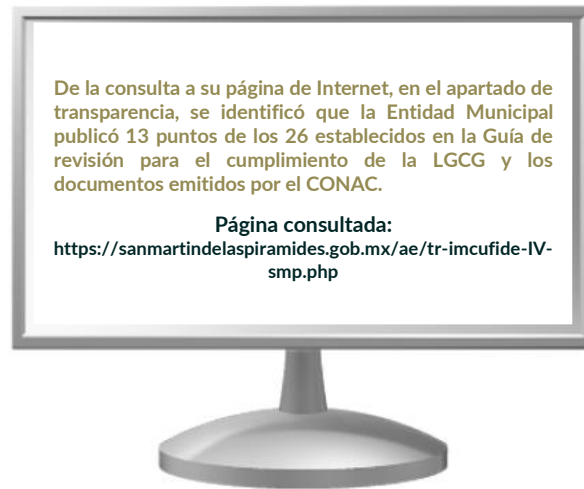 De la consulta a su página de Internet, en el apartado de
transparencia, se identificó que la Entidad Municipal
publicó 13 puntos de los 26 establecidos en la Guía de
revisión para el cumplimiento de la LGCG y los
documentos emitidos por el CONAC.
Página consultada:
https://sanmartindelaspiramides.gob.mx/ae/tr-imcufide-IV-
smp.php